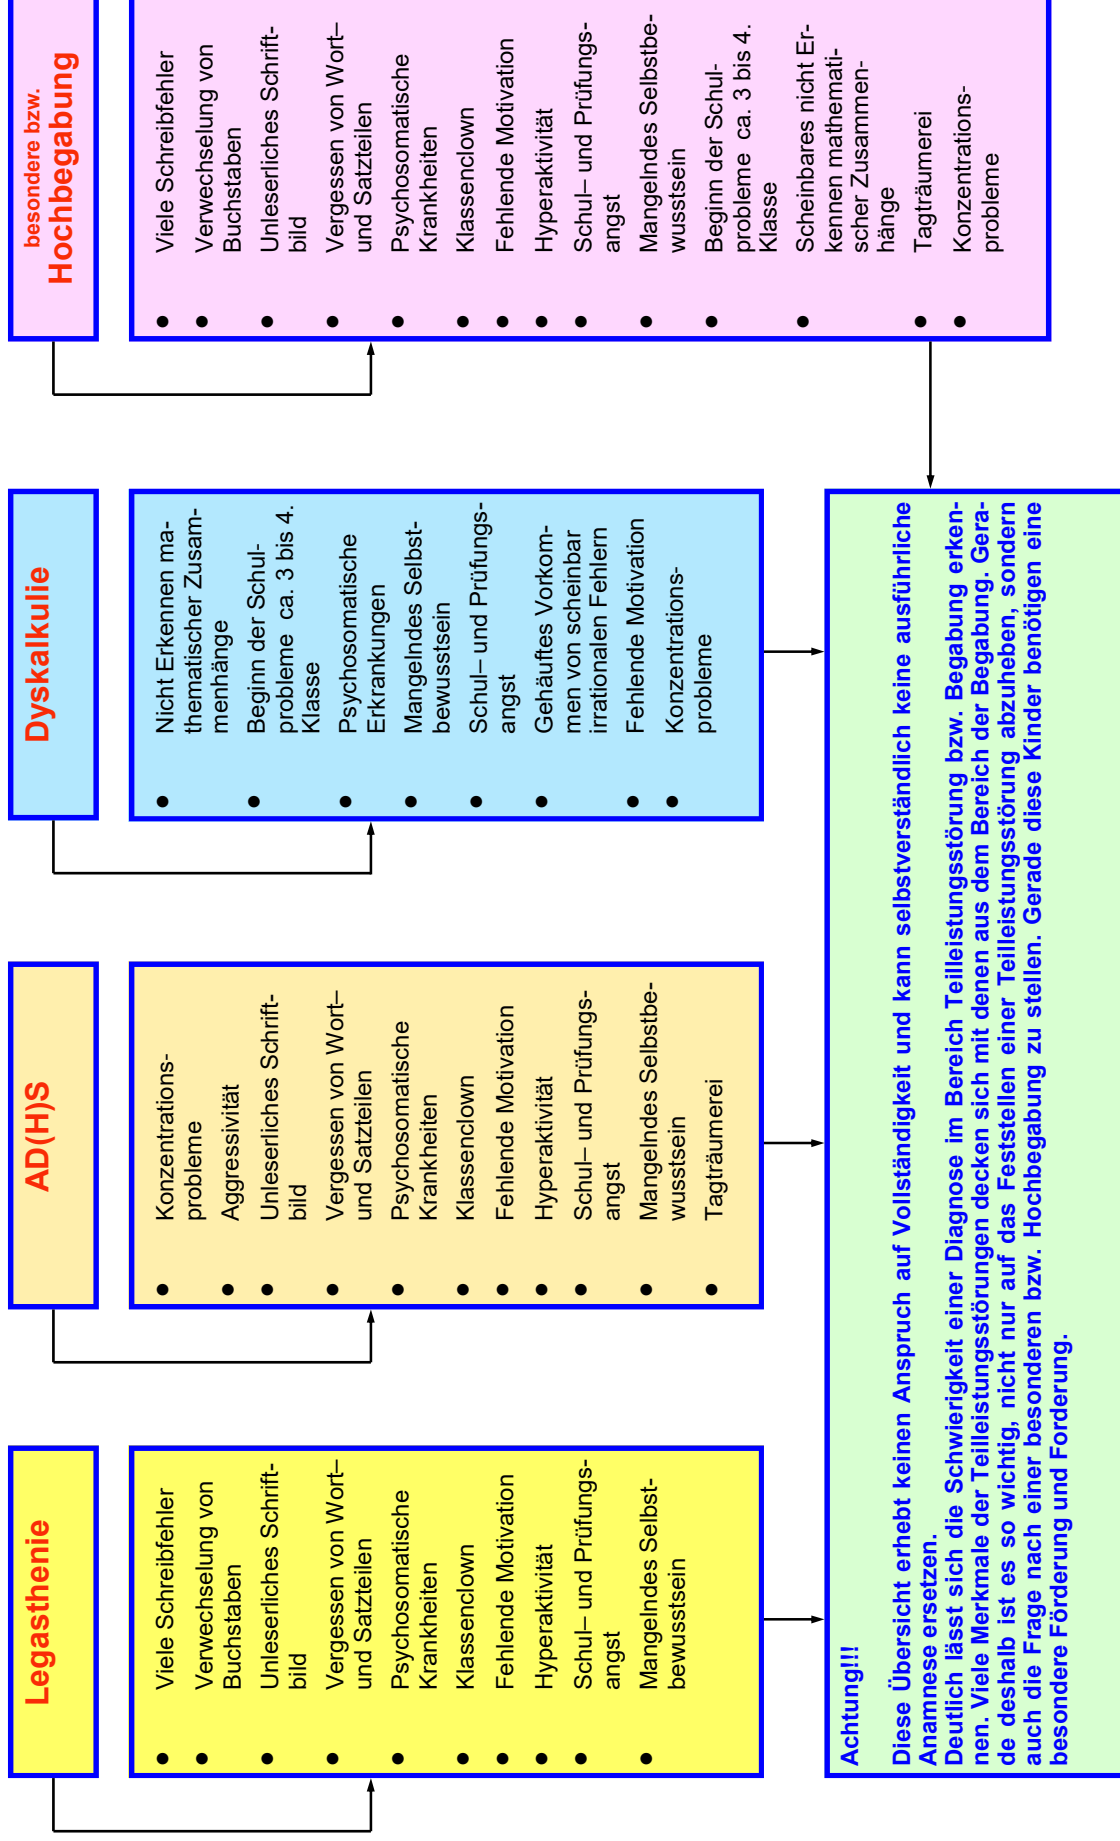 Legasthenie
Viele Schreibfehler
Verwechselung von
Buchstaben
Unleserliches Schrift-
bild
Vergessen von Wort–
und Satzteilen
Psychosomatische
Krankheiten
Klassenclown
Fehlende Motivation
Hyperaktivität
Schul– und Prüfungs-
angst
Mangelndes Selbst-
bewusstsein
AD(H)S
Konzentrations-
probleme
Aggressivität
Unleserliches Schrift-
bild
Vergessen von Wort–
und Satzteilen
Psychosomatische
Krankheiten
Klassenclown
Fehlende Motivation
Hyperaktivität
Schul– und Prüfungs-
angst
Mangelndes Selbstbe-
wusstsein
Tagträumerei
Dyskalkulie
Nicht Erkennen ma-
thematischer Zusam-
menhänge
Beginn der Schul-
probleme ca. 3 bis 4.
Klasse
Psychosomatische
Erkrankungen
Mangelndes Selbst-
bewusstsein
Schul– und Prüfungs-
angst
Gehäuftes Vorkom-
men von scheinbar
irrationalen Fehlern
Fehlende Motivation
Konzentrations-
probleme
besondere bzw.
Hochbegabung
Viele Schreibfehler
Verwechselung von
Buchstaben
Unleserliches Schrift-
bild
Vergessen von Wort–
und Satzteilen
Psychosomatische
Krankheiten
Klassenclown
Fehlende Motivation
Hyperaktivität
Schul– und Prüfungs-
angst
Mangelndes Selbstbe-
wusstsein
Beginn der Schul-
probleme ca. 3 bis 4.
Klasse
Scheinbares nicht Er-
kennen mathemati-
scher Zusammen-
hänge
Tagträumerei
Konzentrations-
probleme
Achtung!!!
Diese Übersicht erhebt keinen Anspruch auf Vollständigkeit und kann selbstverständlich keine ausführliche
Anamnese ersetzen.
Deutlich lässt sich die Schwierigkeit einer Diagnose im Bereich Teilleistungsstörung bzw. Begabung erken-
nen. Viele Merkmale der Teilleistungsstörungen decken sich mit denen aus dem Bereich der Begabung. Gera-
de deshalb ist es so wichtig, nicht nur auf das Feststellen einer Teilleistungsstörung abzuheben, sondern
auch die Frage nach einer besonderen bzw. Hochbegabung zu stellen. Gerade diese Kinder benötigen eine
besondere Förderung und Forderung.